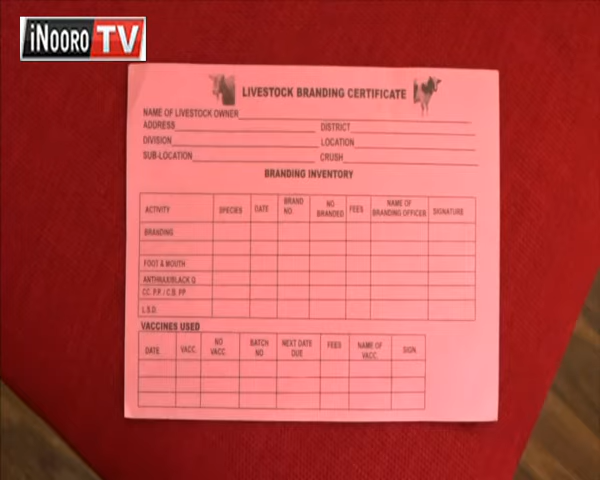 iNOORO TV
LIVESTOCK BRANDING CERTIFICATE
NAME OF LIVESTOCK OWNER
ADDRESS DISTRICT
DIVISION LOCATION
SUB-LOCATION CRUSH
BRANDING INVENTORY
ACTIVITY SPECIES DATE BRAND NO. NO BRANDED FEES NAME OF BRANDING OFFICER SIGNATURE
BRANDING
FOOT & MOUTH
ANTHRAX/BLACK Q.
CC. P.P. / C.B. PP
L.S.D.
VACCINES USED
DATE VACC. NO VACC. BATCH NO NEXT DATE DUE FEES NAME OF VACC. SIGN.